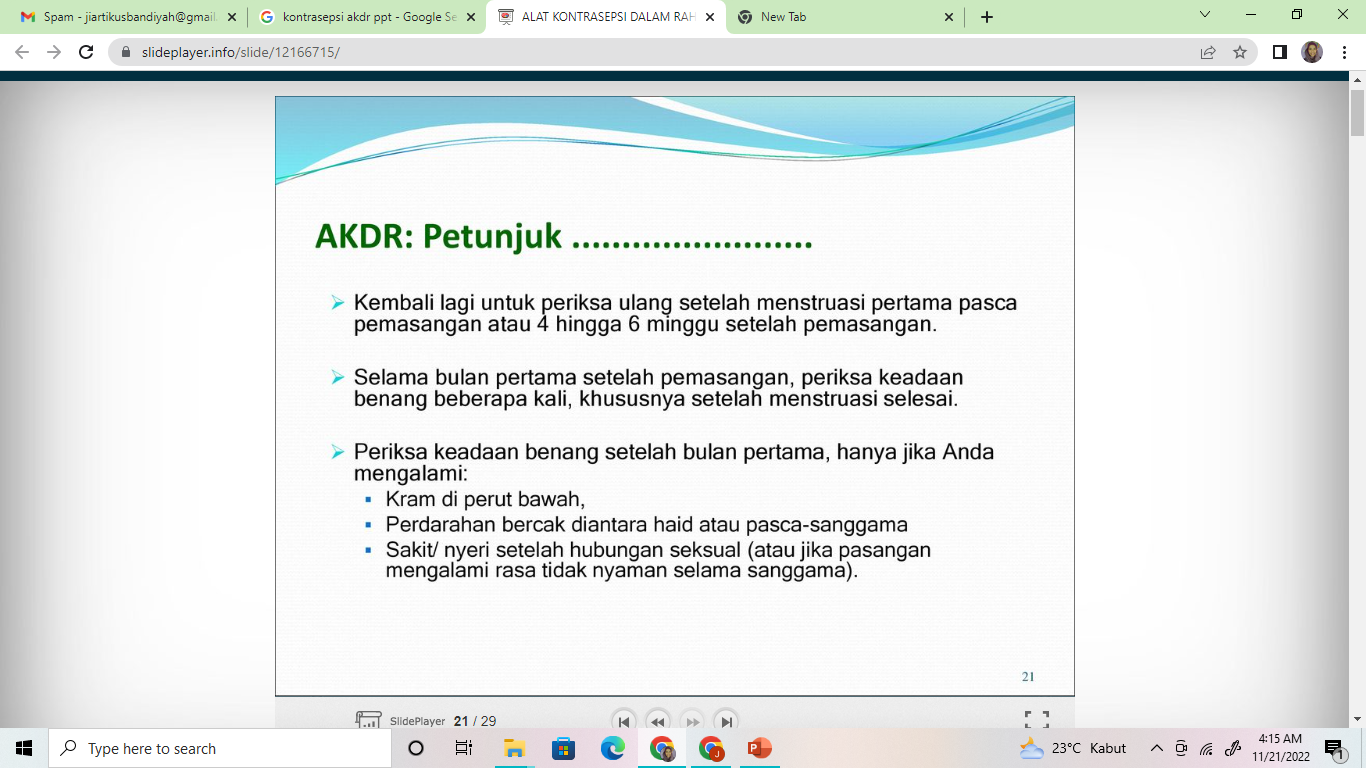 Spam - jiartikusbandiyah@gmail.
kontrasepsi akdr ppt - Google Se
ALAT KONTRASEPSI DALAM RAH
New Tab
slideplayer.info/slide/12166715/
AKDR: Petunjuk ........................
Kembali lagi untuk periksa ulang setelah menstruasi pertama pasca
pemasangan atau 4 hingga 6 minggu setelah pemasangan.
Selama bulan pertama setelah pemasangan, periksa keadaan
benang beberapa kali, khususnya setelah menstruasi selesai.
Periksa keadaan benang setelah bulan pertama, hanya jika Anda
mengalami:
Kram di perut bawah,
Perdarahan bercak diantara haid atau pasca-sanggama
Sakit/ nyeri setelah hubungan seksual (atau jika pasangan
mengalami rasa tidak nyaman selama sanggama).
21
SlidePlayer 21 / 29
Type here to search
J
P
23°C Kabut
4:15 AM
11/21/2022
1